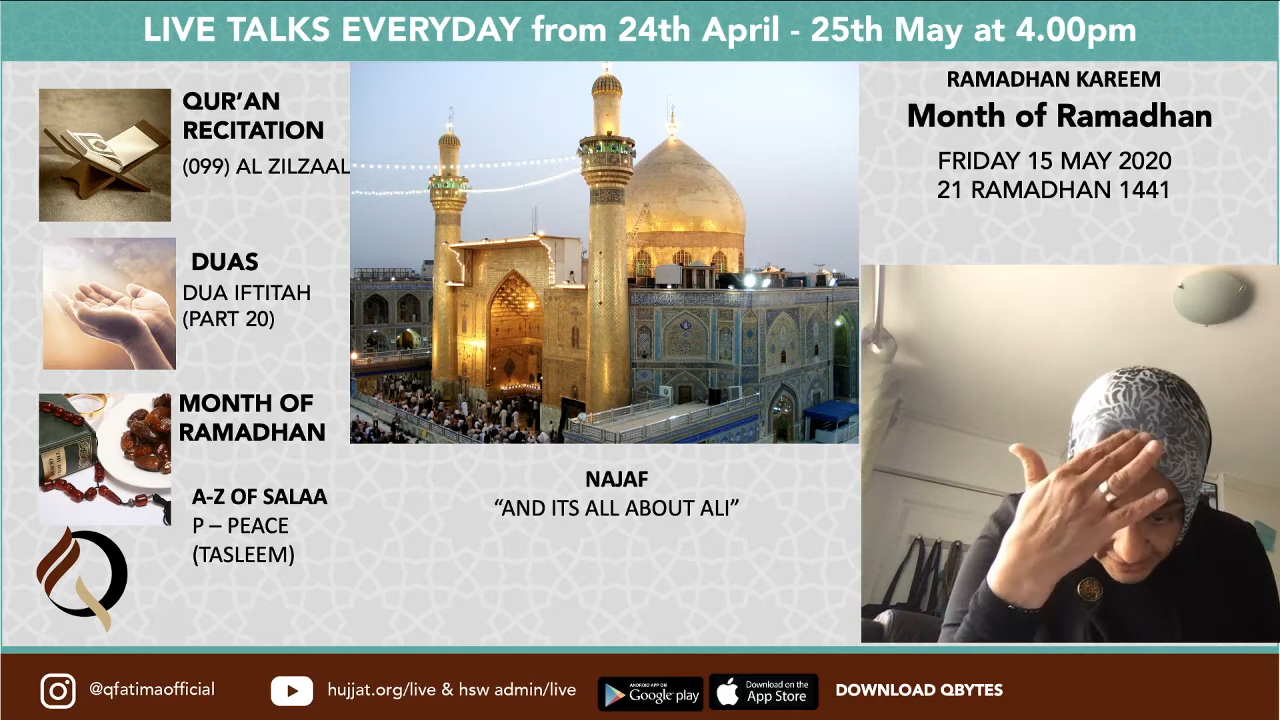 LIVE TALKS EVERYDAY from 24th April - 25th May at 4.00pm
QUR’AN
RECITATION
(099) AL ZILZAAL
DUAS
DUA IFTITAH
(PART 20)
MONTH OF
RAMADHAN
A-Z OF SALAA
P – PEACE
(TASLEEM)
NAJAF
“AND ITS ALL ABOUT ALI”
RAMADHAN KAREEM
Month of Ramadhan
FRIDAY 15 MAY 2020
21 RAMADHAN 1441
@qfatimaofficial
hujjat.org/live & hsw admin/live
ANDROID APP ON
Google play
Download on the
App Store
DOWNLOAD QBYTES